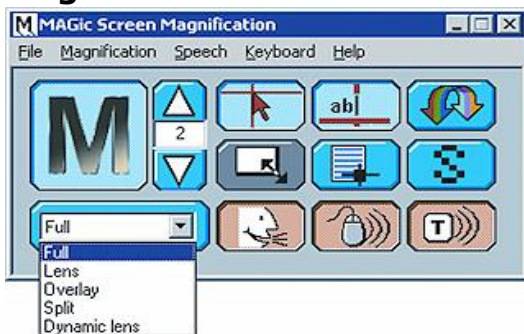 MAGic Screen Magnification
File Magnification Speech Keyboard Help
M
2
ab
S
T
Full
Full
Lens
Overlay
Split
Dynamic lens